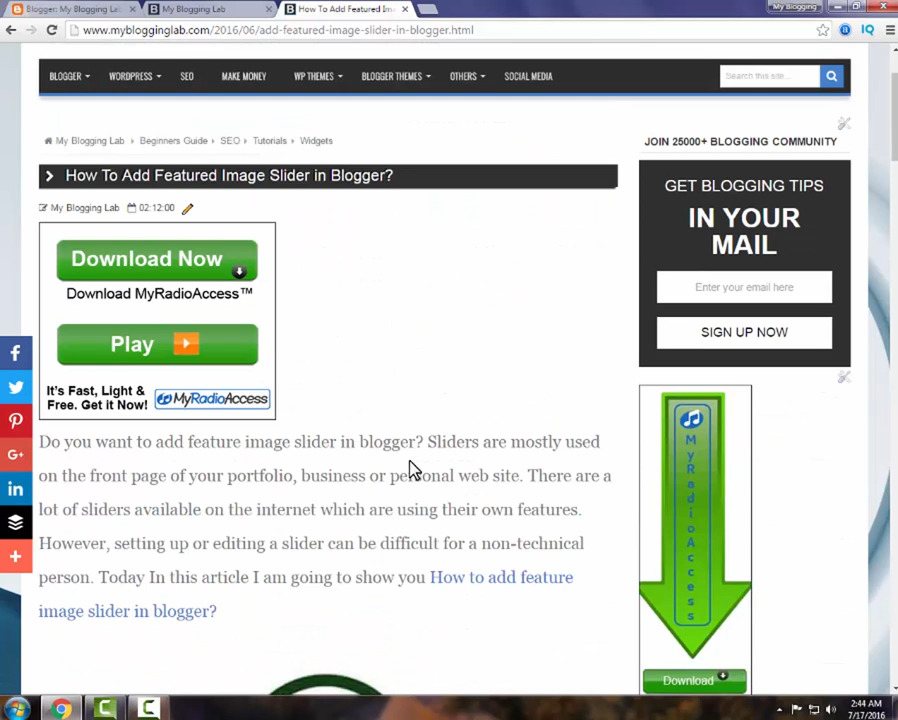 Blogger: My Blogging Lab
My Blogging Lab
How To Add Featured Im
My Blogging
www.myblogginglab.com/2016/06/add-featured-image-slider-in-blogger.html
BLOGGER
WORDPRESS
SEO
MAKE MONEY
WP THEMES
BLOGGER THEMES
OTHERS
SOCIAL MEDIA
Search this site...
My Blogging Lab › Beginners Guide › SEO › Tutorials › Widgets
JOIN 25000+ BLOGGING COMMUNITY
How To Add Featured Image Slider in Blogger?
My Blogging Lab 02:12:00
GET BLOGGING TIPS
IN YOUR
MAIL
Enter your email here
SIGN UP NOW
Download Now
Download MyRadioAccess™
Play
It's Fast, Light &
Free. Get it Now!
MyRadioAccess
Do you want to add feature image slider in blogger? Sliders are mostly used
on the front page of your portfolio, business or personal web site. There are a
lot of sliders available on the internet which are using their own features.
However, setting up or editing a slider can be difficult for a non-technical
person. Today In this article I am going to show you How to add feature
image slider in blogger?
MyRadioAccess
Download
2:44 AM
7/17/2016